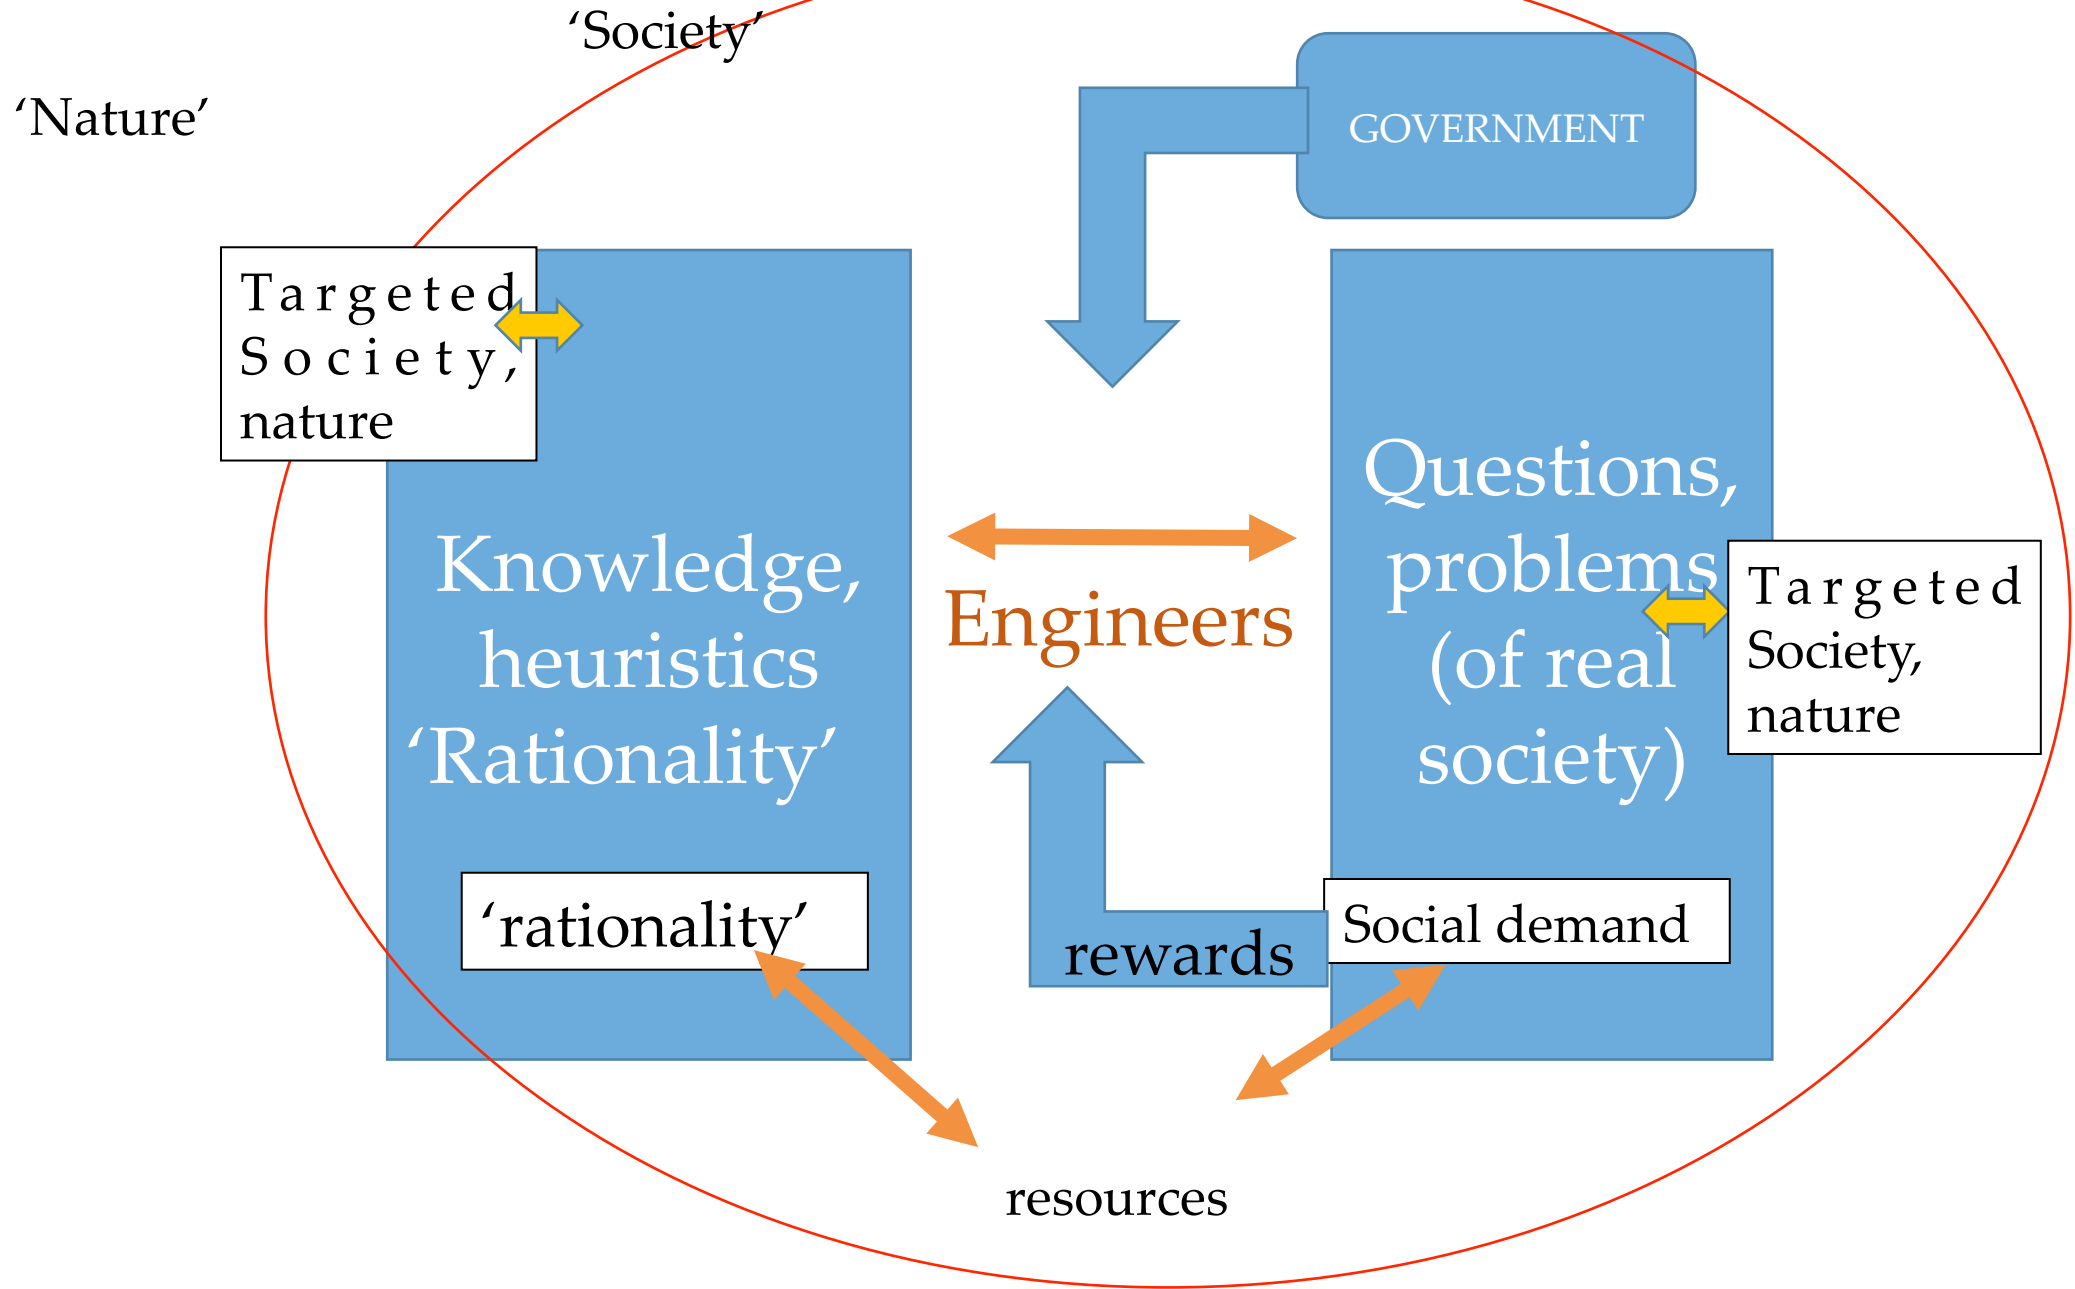 ‘Society’
‘Nature’
GOVERNMENT
Targeted
Society,
nature
Knowledge,
heuristics
‘Rationality’
‘rationality’
Engineers
rewards
Questions,
problems
(of real
society)
Targeted
Society,
nature
Social demand
resources